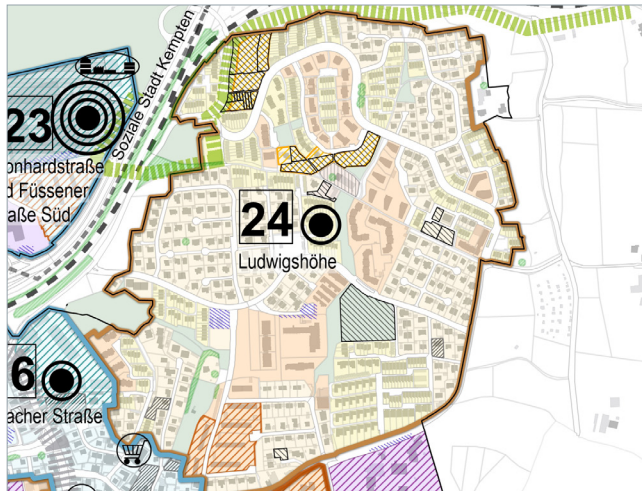 Soziale Stadt Kempten
23
onhardstraße
d Füssener
aße Süd
24
Ludwigshöhe
6
acher Straße